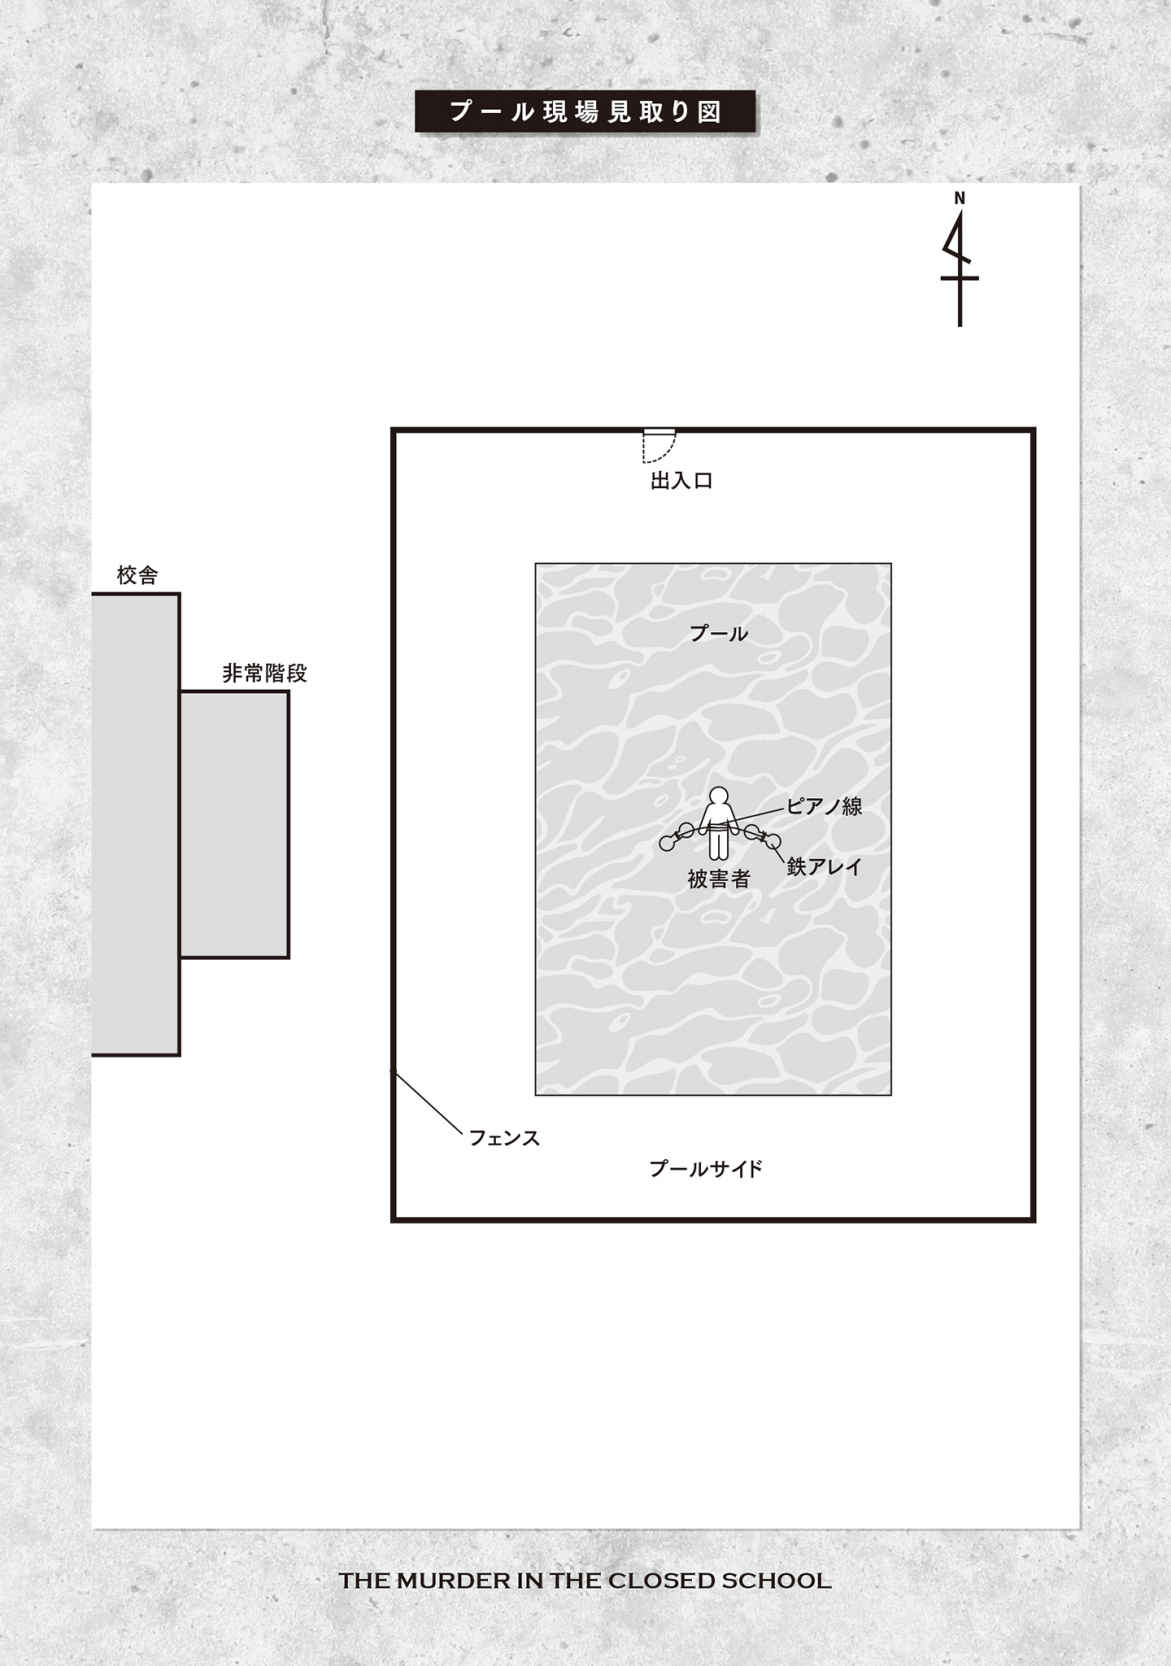 プール現場見取り図
N
出入口
校舎
プール
非常階段
ピアノ線
鉄アレイ
被害者
フェンス
プールサイド
THE MURDER IN THE CLOSED SCHOOL